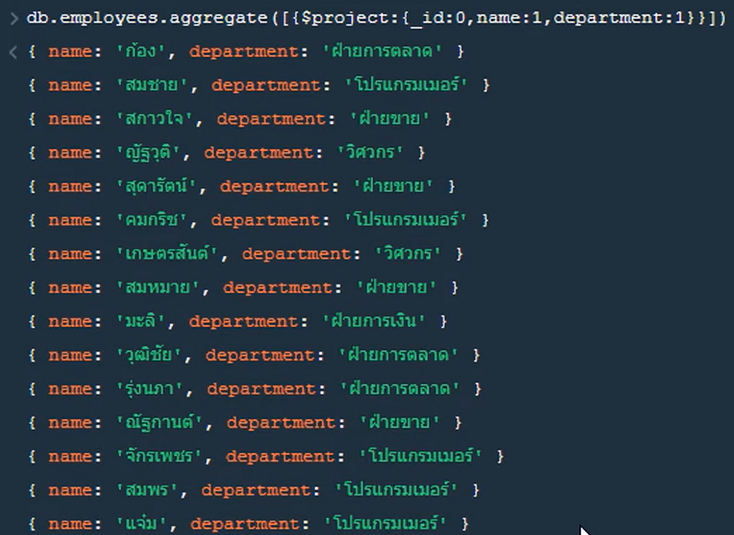 > db.employees.aggregate([{$project:{_id:0,name:1,department:1}}])
< { name: 'ก้อง', department: 'ฝ่ายการตลาด' }
{ name: 'สมชาย', department: 'โปรแกรมเมอร์' }
{ name: 'สกาวใจ', department: 'ฝ่ายขาย' }
{ name: 'ญัฐวุติ', department: 'วิศวกร' }
{ name: 'สุดารัตน์', department: 'ฝ่ายขาย' }
{ name: 'คมกริช', department: 'โปรแกรมเมอร์' }
{ name: 'เกษตรสันต์', department: 'วิศวกร' }
{ name: 'สมหมาย', department: 'ฝ่ายขาย' }
{ name: 'มะลิ', department: 'ฝ่ายการเงิน' }
{ name: 'วุฒิชัย', department: 'ฝ่ายการตลาด' }
{ name: 'รุ่งนภา', department: 'ฝ่ายการตลาด' }
{ name: 'ณัฐกานต์', department: 'ฝ่ายขาย' }
{ name: 'จักรเพชร', department: 'โปรแกรมเมอร์' }
{ name: 'สมพร', department: 'โปรแกรมเมอร์' }
{ name: 'แจ๋ม', department: 'โปรแกรมเมอร์' }